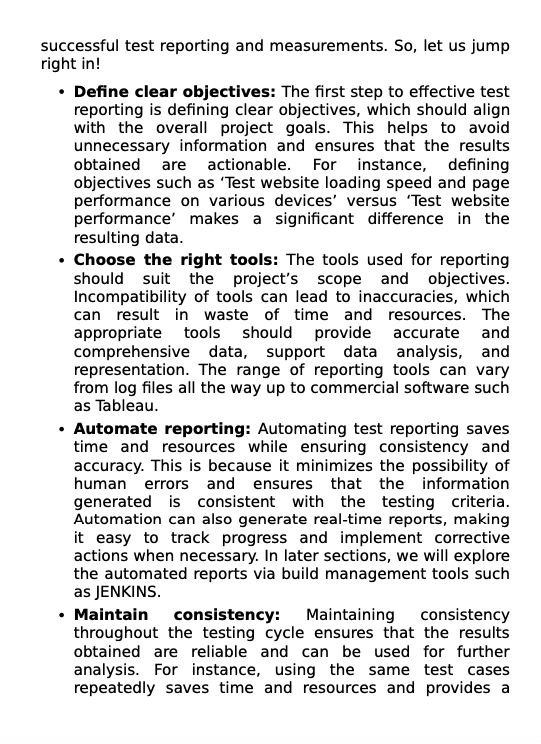 successful test reporting and measurements. So, let us jump
right in!
• Define clear objectives: The first step to effective test
reporting is defining clear objectives, which should align
with the overall project goals. This helps to avoid
unnecessary information and ensures that the results
obtained are actionable. For instance, defining
objectives such as ‘Test website loading speed and page
performance on various devices’ versus ‘Test website
performance’ makes a significant difference in the
resulting data.
• Choose the right tools: The tools used for reporting
should suit the project’s scope and objectives.
Incompatibility of tools can lead to inaccuracies, which
can result in waste of time and resources. The
appropriate tools should provide accurate and
comprehensive data, support data analysis, and
representation. The range of reporting tools can vary
from log files all the way up to commercial software such
as Tableau.
• Automate reporting: Automating test reporting saves
time and resources while ensuring consistency and
accuracy. This is because it minimizes the possibility of
human errors and ensures that the information
generated is consistent with the testing criteria.
Automation can also generate real-time reports, making
it easy to track progress and implement corrective
actions when necessary. In later sections, we will explore
the automated reports via build management tools such
as JENKINS.
• Maintain consistency: Maintaining consistency
throughout the testing cycle ensures that the results
obtained are reliable and can be used for further
analysis. For instance, using the same test cases
repeatedly saves time and resources and provides a